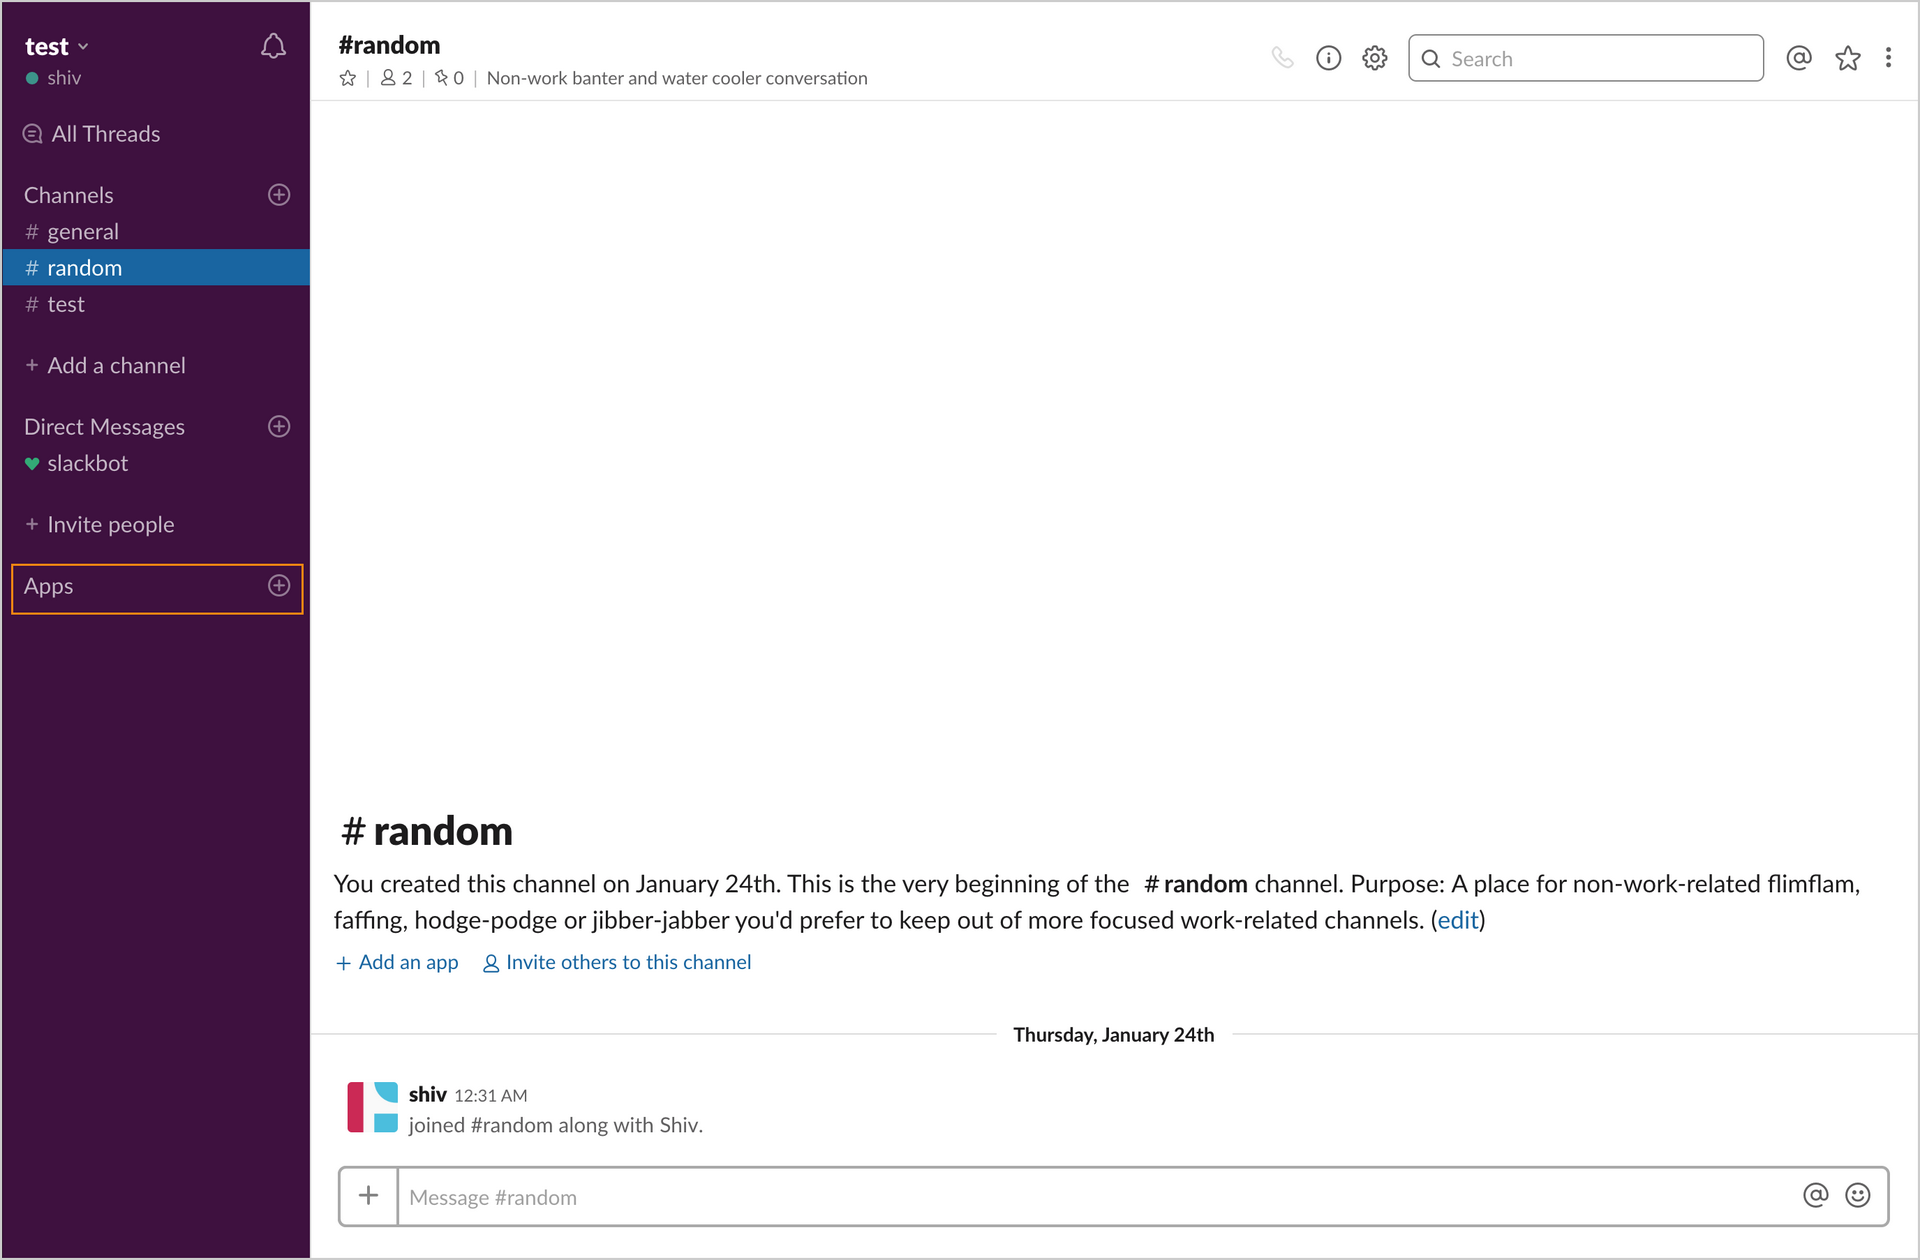 test
shiv
All Threads
Channels
# general
# random
# test
+ Add a channel
Direct Messages
slackbot
+ Invite people
Apps
#random
2 | 0 | Non-work banter and water cooler conversation
Search
# random
You created this channel on January 24th. This is the very beginning of the # random channel. Purpose: A place for non-work-related flimflam,
faffing, hodge-podge or jibber-jabber you'd prefer to keep out of more focused work-related channels. (edit)
+ Add an app Invite others to this channel
Thursday, January 24th
shiv 12:31 AM
joined #random along with Shiv.
Message #random